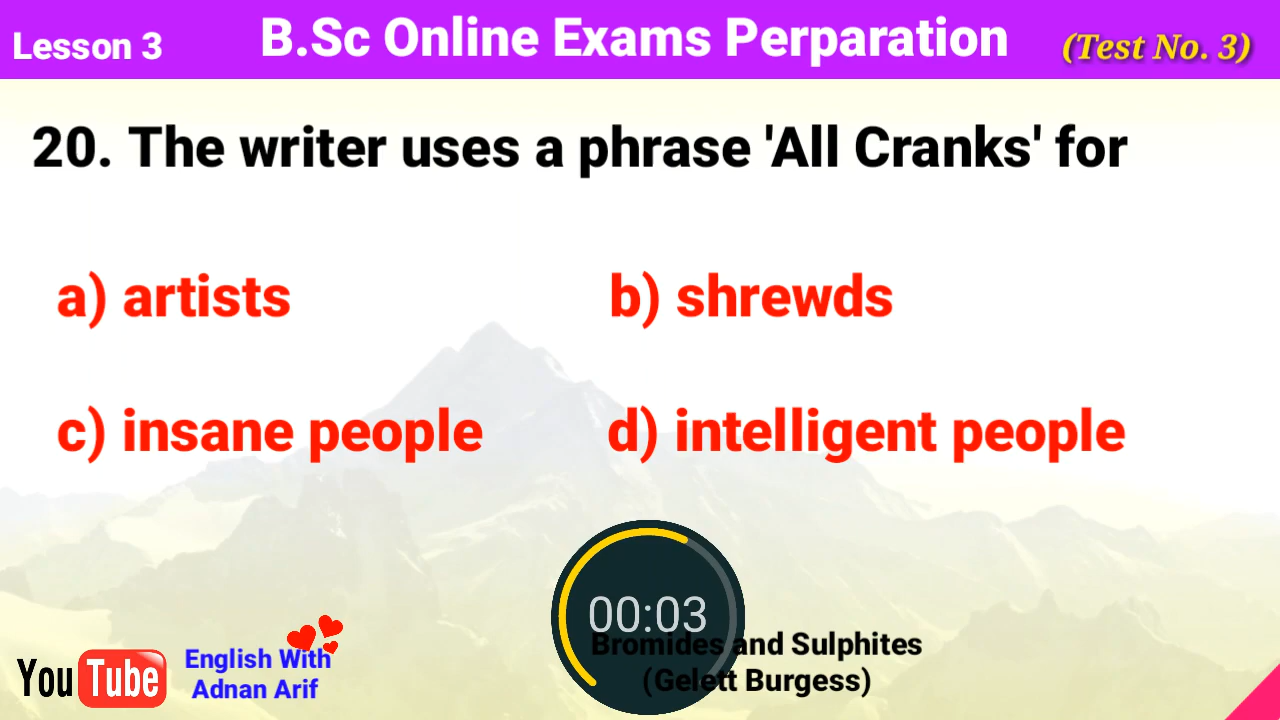 Lesson 3 B.Sc Online Exams Perparation (Test No. 3)
20. The writer uses a phrase 'All Cranks' for
a) artists b) shrewds
c) insane people d) intelligent people
00:03
Bromides and Sulphites
(Gelett Burgess)
YouTube
English With
Adnan Arif